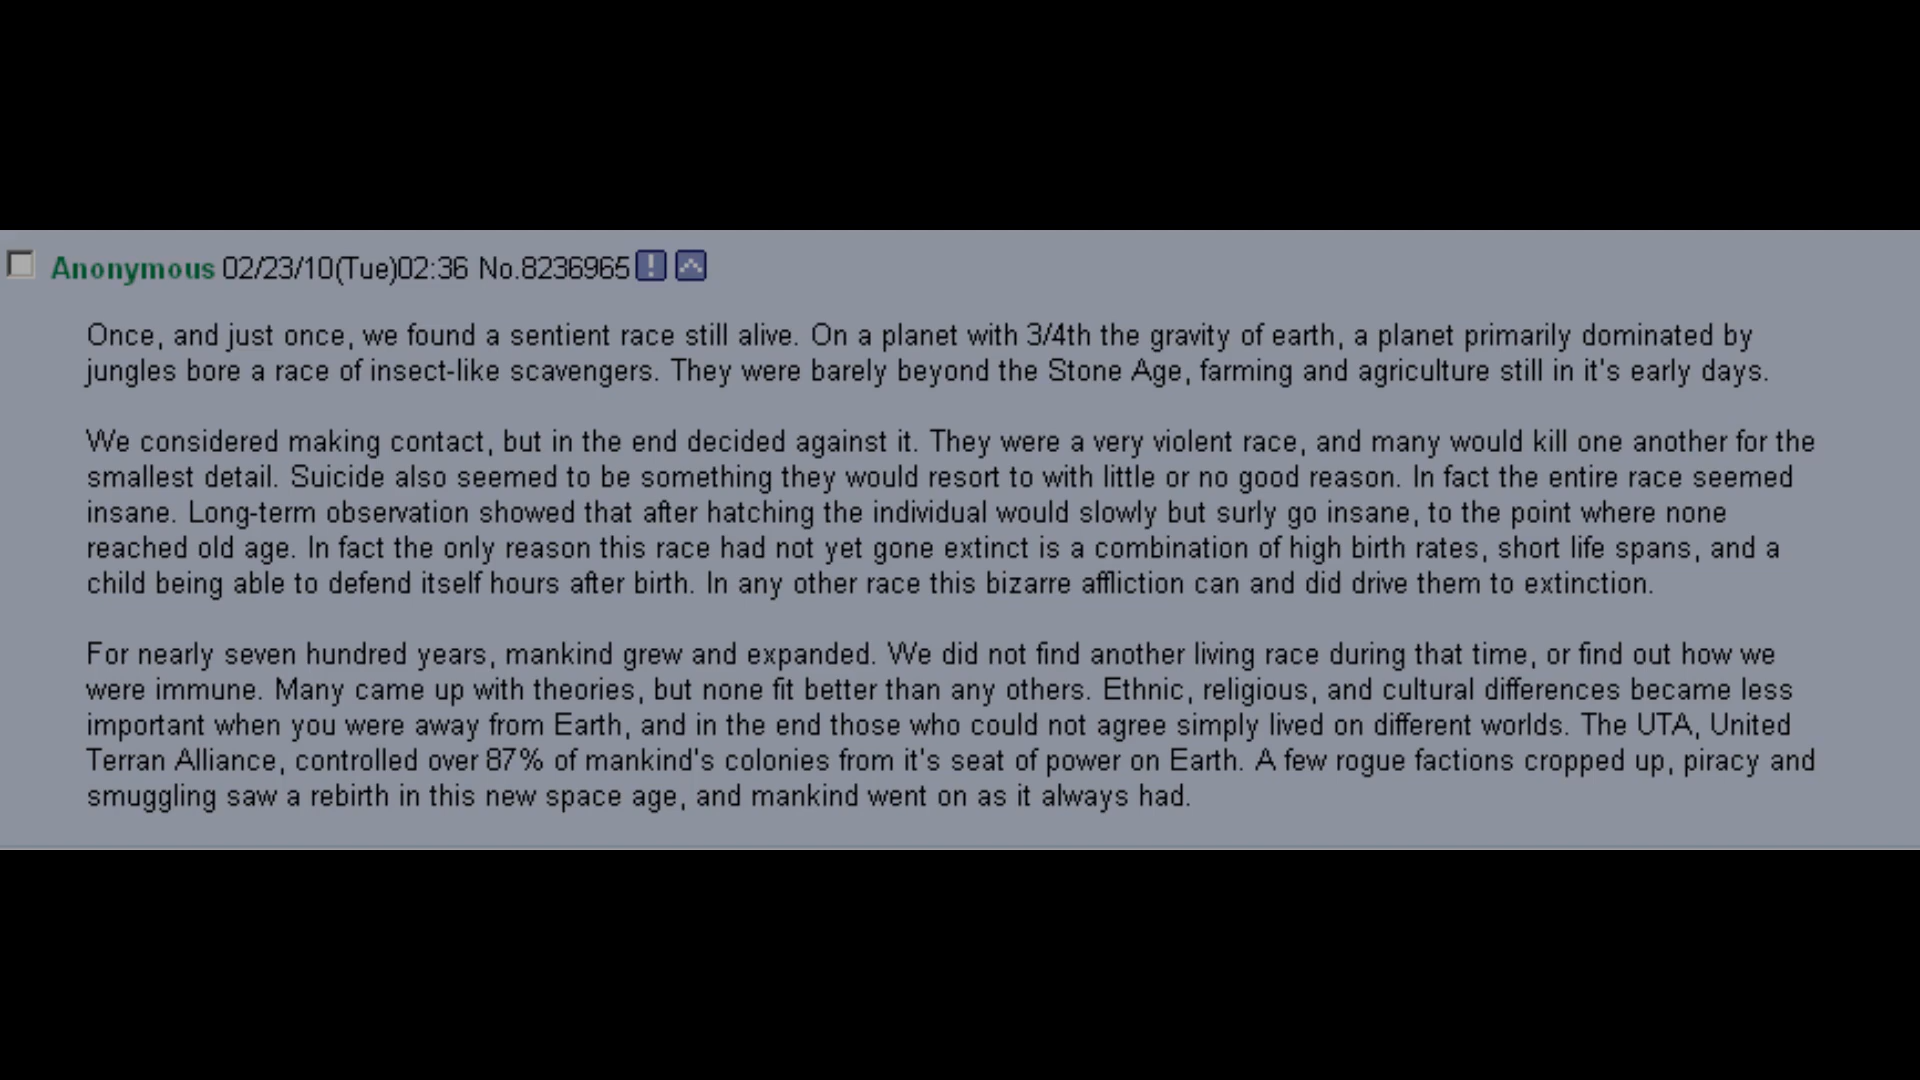 Anonymous 02/23/10(Tue)02:36 No.8236965
Once, and just once, we found a sentient race still alive. On a planet with 3/4th the gravity of earth, a planet primarily dominated by
jungles bore a race of insect-like scavengers. They were barely beyond the Stone Age, farming and agriculture still in it's early days.
We considered making contact, but in the end decided against it. They were a very violent race, and many would kill one another for the
smallest detail. Suicide also seemed to be something they would resort to with little or no good reason. In fact the entire race seemed
insane. Long-term observation showed that after hatching the individual would slowly but surly go insane, to the point where none
reached old age. In fact the only reason this race had not yet gone extinct is a combination of high birth rates, short life spans, and a
child being able to defend itself hours after birth. In any other race this bizarre affliction can and did drive them to extinction.
For nearly seven hundred years, mankind grew and expanded. We did not find another living race during that time, or find out how we
were immune. Many came up with theories, but none fit better than any others. Ethnic, religious, and cultural differences became less
important when you were away from Earth, and in the end those who could not agree simply lived on different worlds. The UTA, United
Terran Alliance, controlled over 87% of mankind's colonies from it's seat of power on Earth. A few rogue factions cropped up, piracy and
smuggling saw a rebirth in this new space age, and mankind went on as it always had.